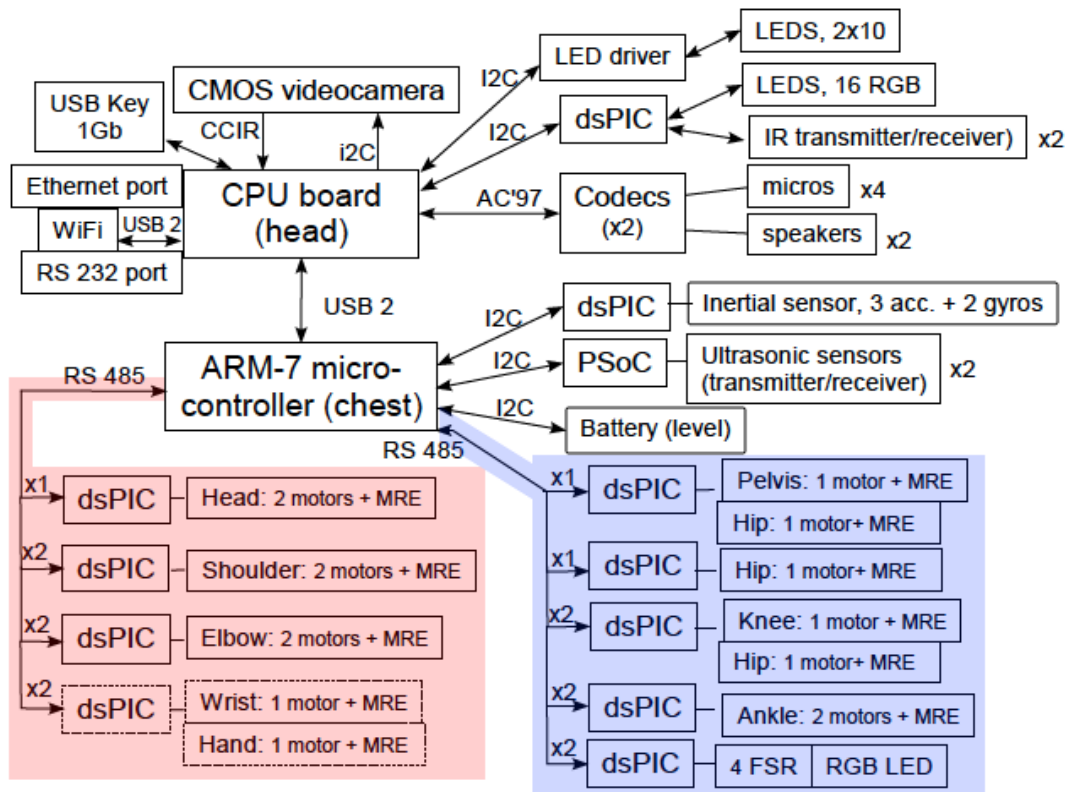 LEDS, 2x10
LED driver
I2C
CMOS videocamera
LEDS, 16 RGB
USB Key
1Gb
CCIR
i2C
I2C
dsPIC
IR transmitter/receiver)
x2
Ethernet port
CPU board
(head)
WiFi
USB 2
RS 232 port
AC'97
Codecs
(x2)
micros
x4
speakers
x2
USB 2
I2C
dsPIC
Inertial sensor, 3 acc. + 2 gyros
I2C
PSoC
Ultrasonic sensors
(transmitter/receiver)
x2
RS 485
ARM-7 micro-
controller (chest)
I2C
Battery (level)
RS 485
x1
dsPIC
Head: 2 motors + MRE
x2
dsPIC
Shoulder: 2 motors + MRE
x2
dsPIC
Elbow: 2 motors + MRE
x2
dsPIC
Wrist: 1 motor + MRE
Hand: 1 motor + MRE
x1
dsPIC
Pelvis: 1 motor + MRE
Hip: 1 motor+ MRE
x1
dsPIC
Hip: 1 motor+ MRE
x2
dsPIC
Knee: 1 motor + MRE
Hip: 1 motor+ MRE
x2
dsPIC
Ankle: 2 motors + MRE
x2
dsPIC
4 FSR
RGB LED